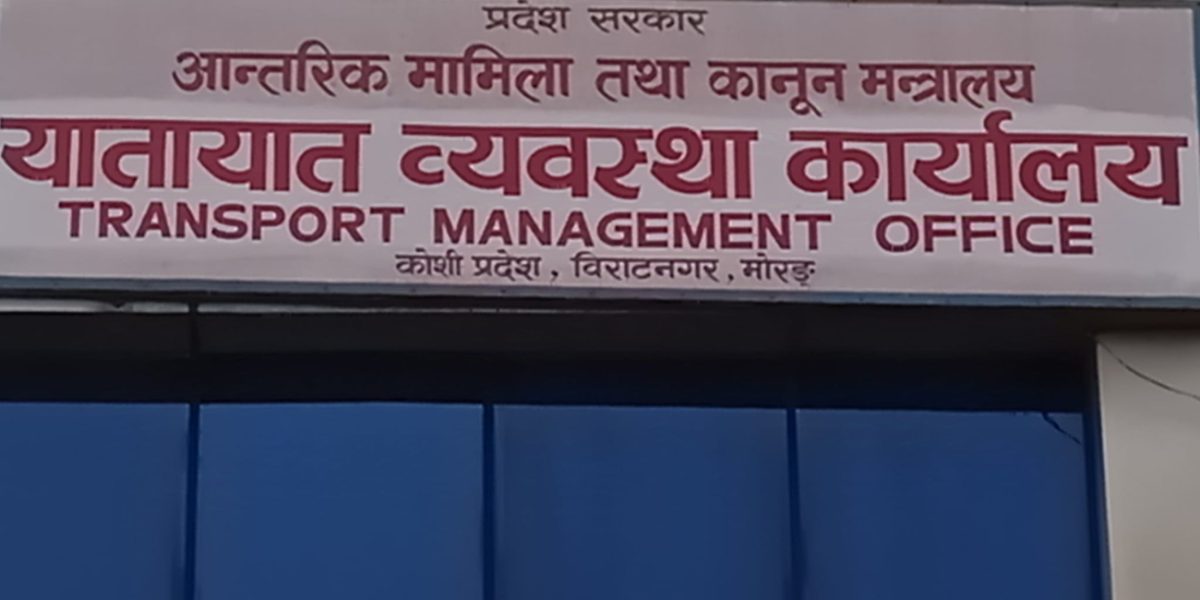 प्रदेश सरकार
आन्तरिक मामिला तथा कानून मन्त्रालय
यातायात व्यवस्था कार्यालय
TRANSPORT MANAGEMENT OFFICE
कोशी प्रदेश, विराटनगर, मोरङ